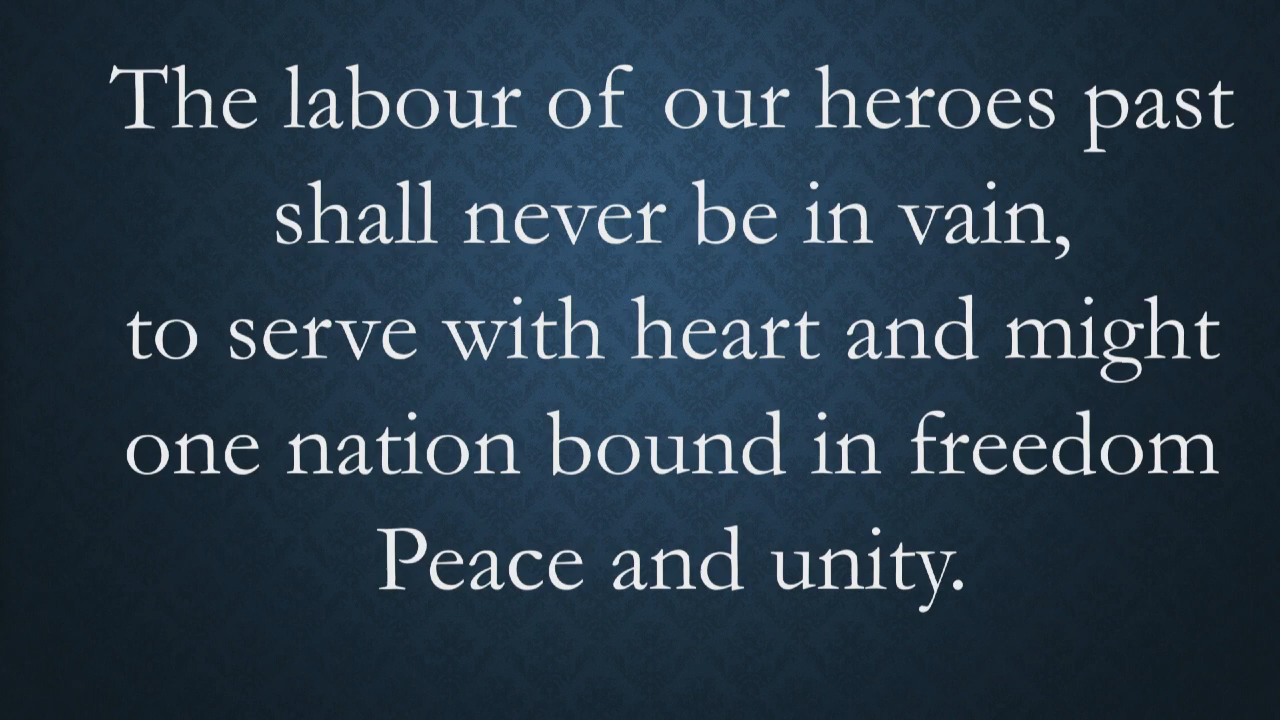 The labour of our heroes past
shall never be in vain,
to serve with heart and might
one nation bound in freedom
Peace and unity.